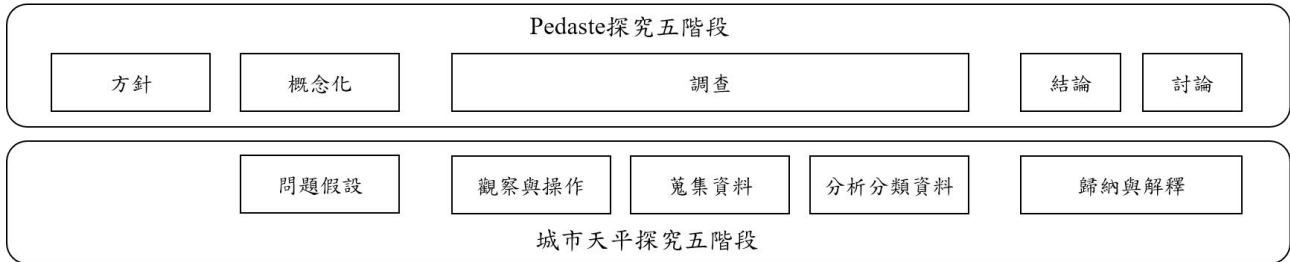 Pedaste探究五階段
方針 概念化 調查 結論 討論
問題假設 觀察與操作 蒐集資料 分析分類資料 歸納與解釋
城市天平探究五階段